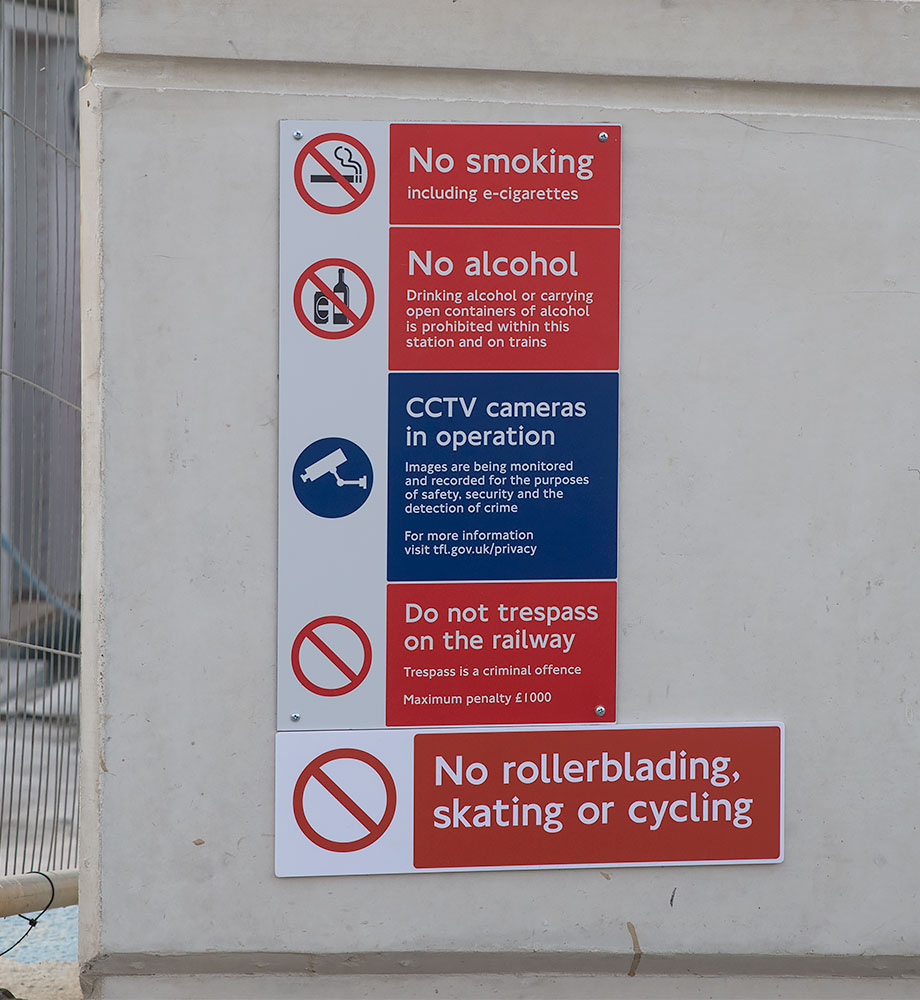 No smoking
including e-cigarettes
No alcohol
Drinking alcohol or carrying
open containers of alcohol
is prohibited within this
station and on trains
CCTV cameras
in operation
Images are being monitored
and recorded for the purposes
of safety, security and the
detection of crime
For more information
visit tfl.gov.uk/privacy
Do not trespass
on the railway
Trespass is a criminal offence
Maximum penalty £1000
No rollerblading,
skating or cycling